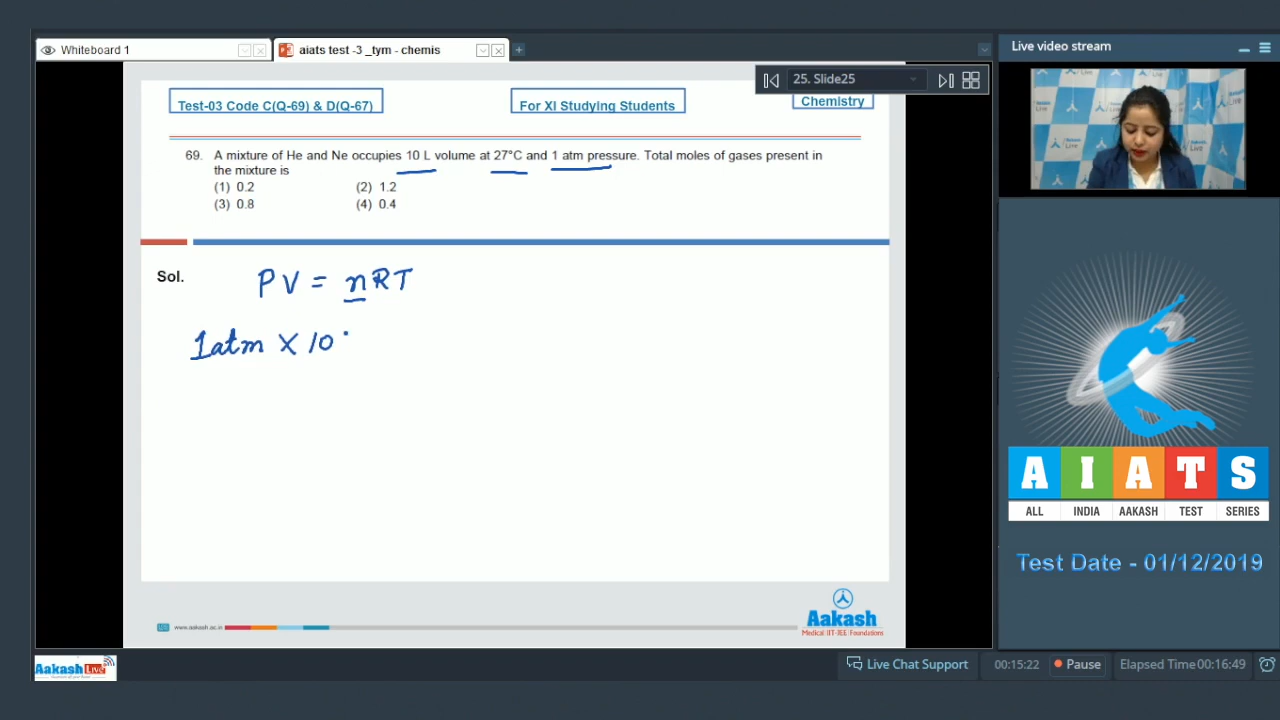 Whiteboard 1
aiats test -3 _tym - chemis
Live video stream
25. Slide25
Test-03 Code C(Q-69) & D(Q-67)
For XI Studying Students
Chemistry
69. A mixture of He and Ne occupies 10 L volume at 27°C and 1 atm pressure. Total moles of gases present in
the mixture is
(1) 0.2 (2) 1.2
(3) 0.8 (4) 0.4
Sol.
PV = nRT
1atm × 10
www.aakash.ac.in
Aakash
Medical IIT-JEE Foundations
A I A T S
ALL INDIA AAKASH TEST SERIES
Test Date - 01/12/2019
Aakash Live
Live Chat Support
00:15:22
Pause
Elapsed Time 00:16:49